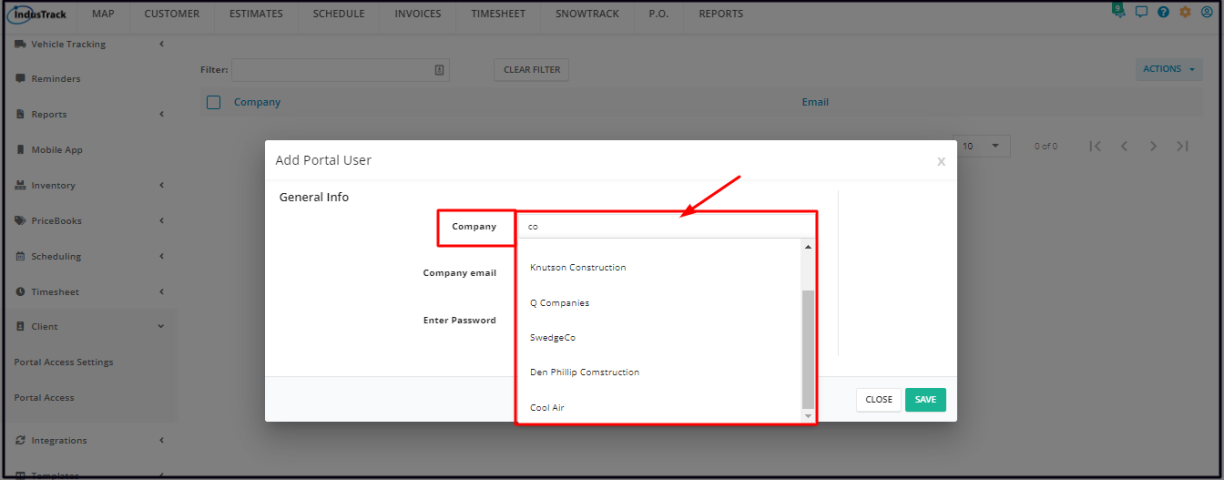 IndusTrack MAP CUSTOMER ESTIMATES SCHEDULE INVOICES TIMESHEET SNOWTRACK P.O. REPORTS 5
Vehicle Tracking
Reminders
Reports
Mobile App
Inventory
PriceBooks
Scheduling
Timesheet
Client
Portal Access Settings
Portal Access
Integrations
Templates
Filter: CLEAR FILTER ACTIONS
Company Email
10 0 of 0
Add Portal User X
General Info
Company co
Company email
Enter Password
Knutson Construction
Q Companies
SwedgeCo
Den Phillip Comstruction
Cool Air
CLOSE SAVE